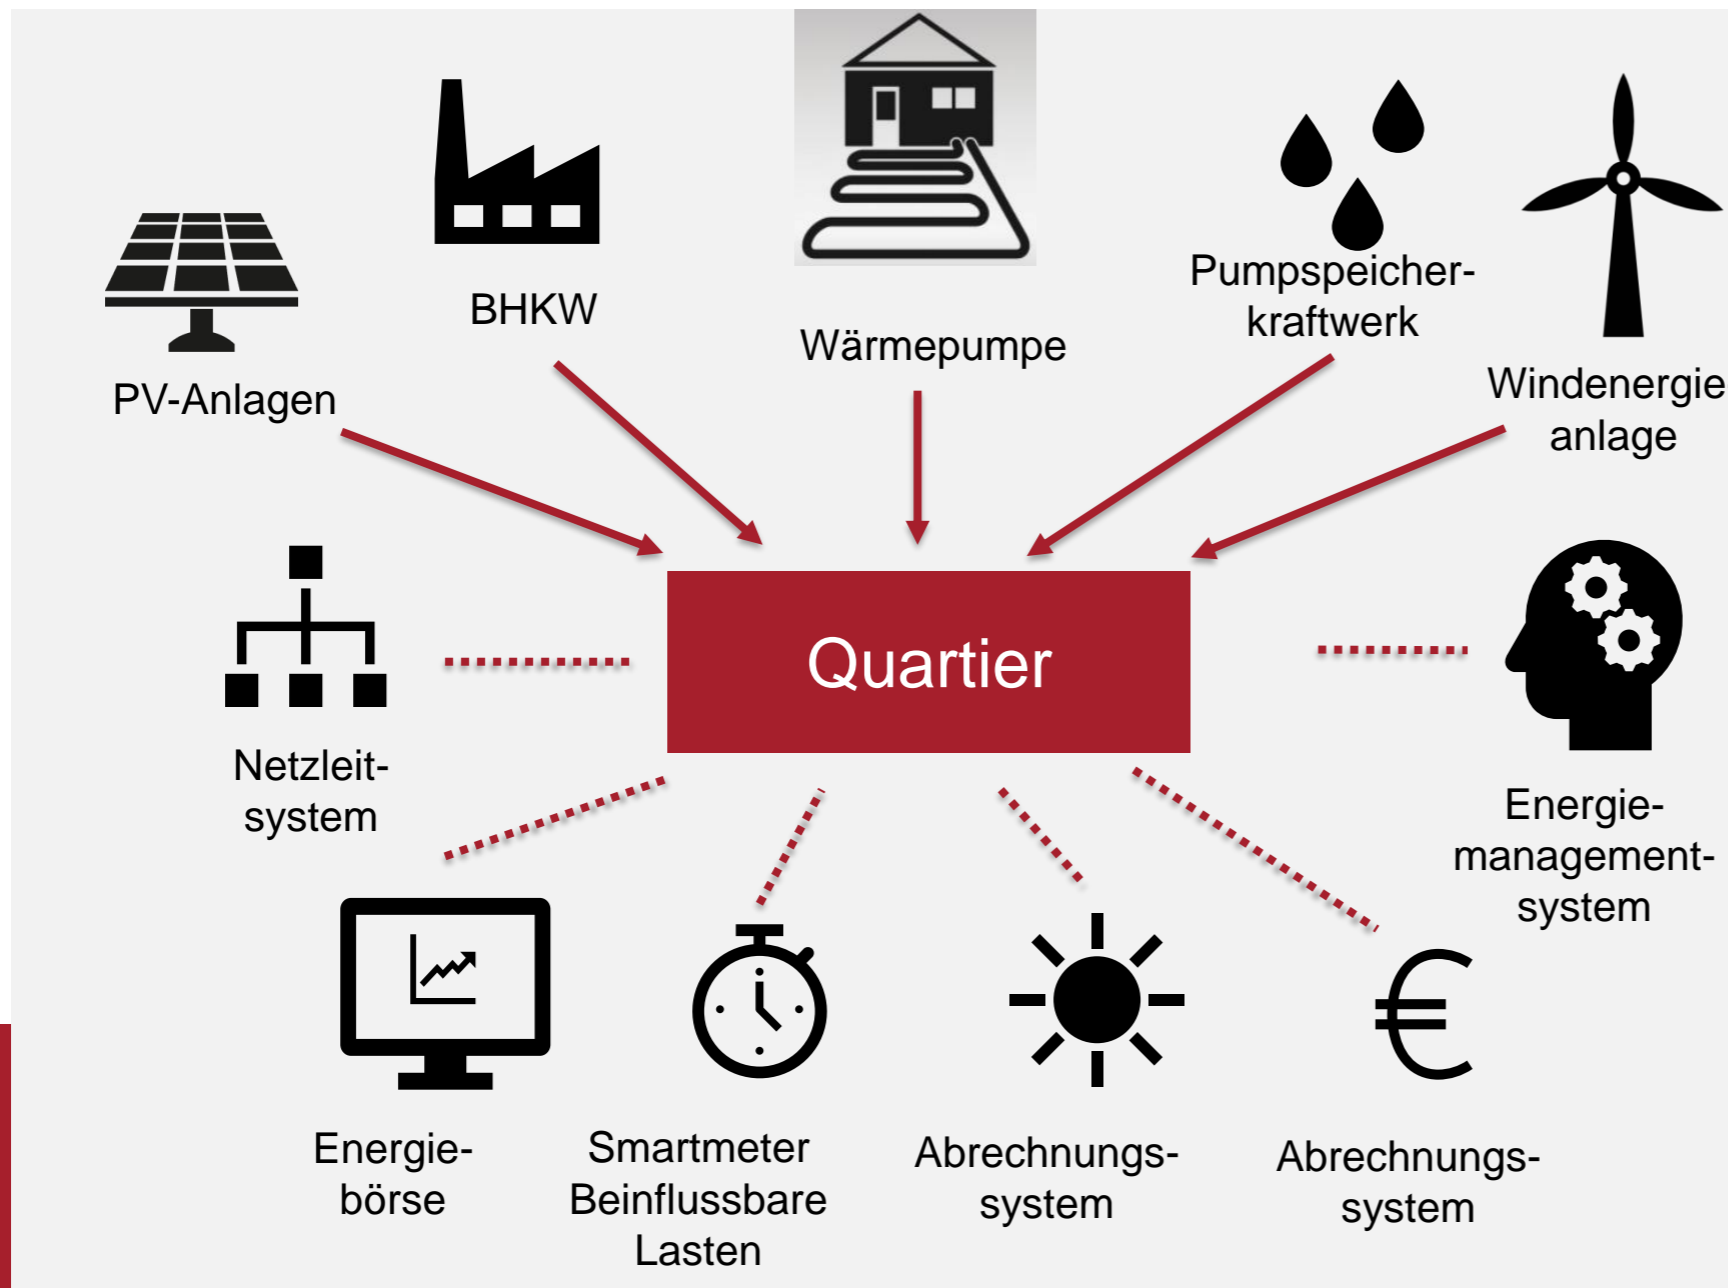 PV-Anlagen
BHKW
Wärmepumpe
Pumpspeicher-
kraftwerk
Windenergie-
anlage
Quartier
Netzleit-
system
Energie-
management-
system
Energie-
börse
Smartmeter
Beinflussbare
Lasten
Abrechnungs-
system
Abrechnungs-
system